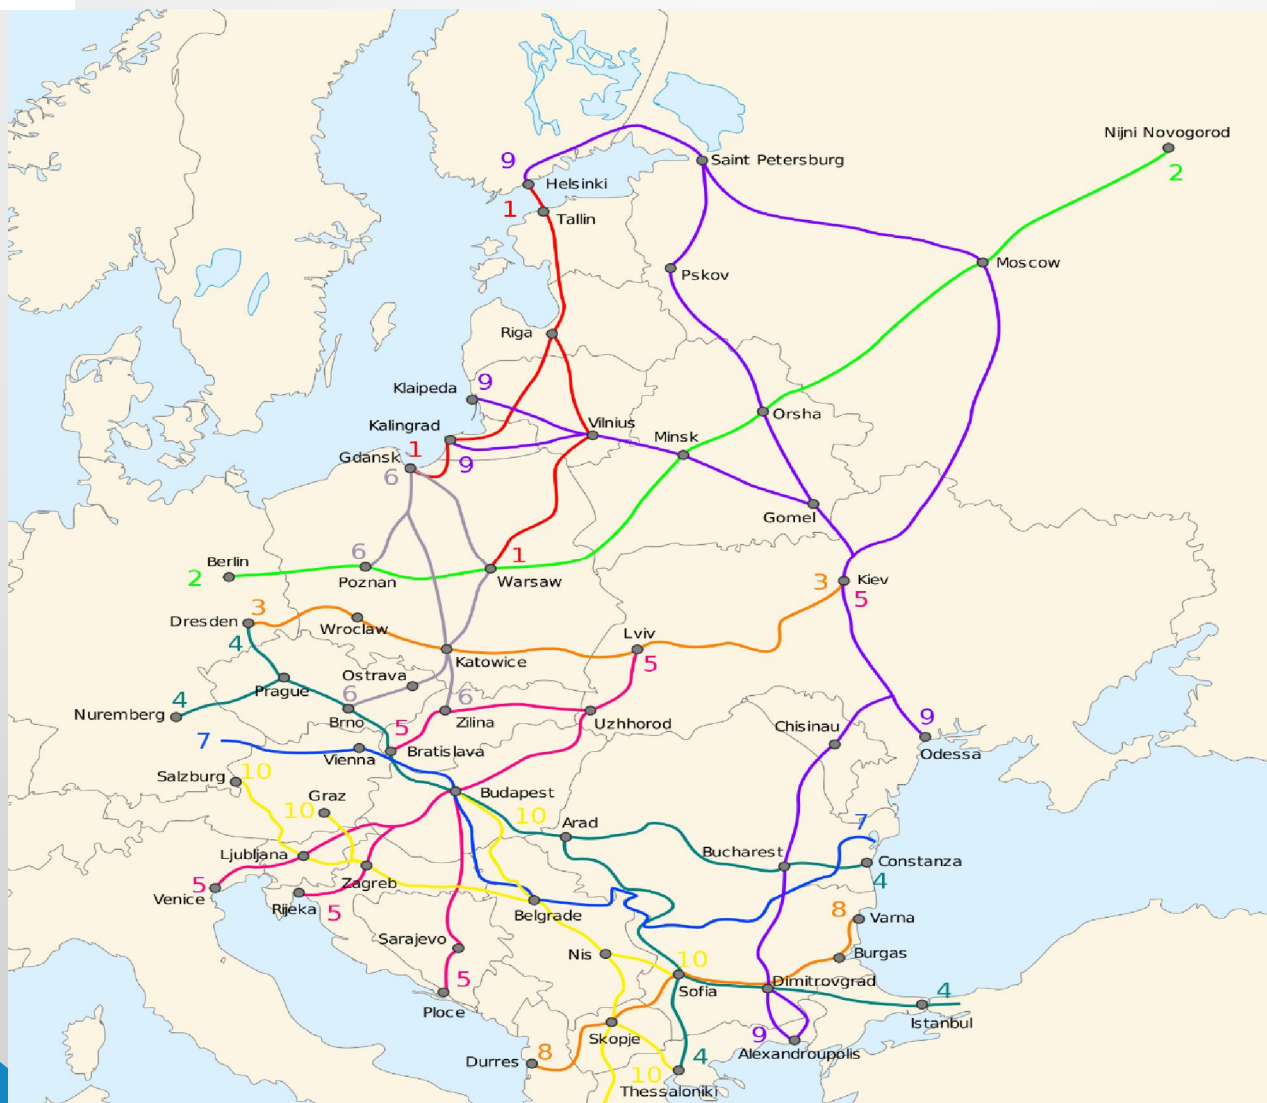 Nijni Novogorod
2
9
Saint Petersburg
Helsinki
1
Tallin
Moscow
Pskov
Riga
Klaipeda
9
Orsha
Kalingrad
Vilnius
Minsk
1
Gdansk
9
6
Gomel
6
1
Berlin
2
Poznan
Warsaw
3
Kiev
5
3
Dresden
Wroclaw
Lviv
4
Katowice
5
Ostrava
Prague
6
6
4
Nuremberg
Brno
Zilina
Uzhhorod
9
Chisinau
5
7
Vienna
Bratislava
Odessa
Salzburg
10
Graz
Budapest
10
10
Arad
7
Ljubljana
Bucharest
Constanza
Zagreb
4
5
Venice
Rijeka
5
Belgrade
8
Varna
Sarajevo
Nis
10
Burgas
5
Sofia
Dimitrovgrad
4
Ploce
Istanbul
Skopje
9
Durres
8
Alexandroupolis
4
10
Thessaloniki